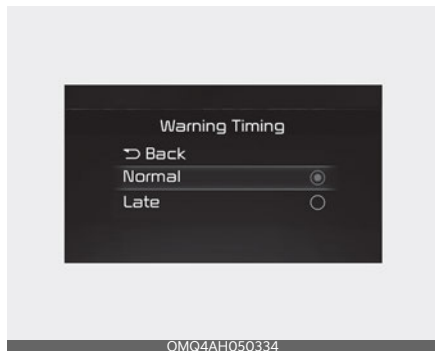 Warning Timing
Back
Normal
Late
OMQ4AH050334